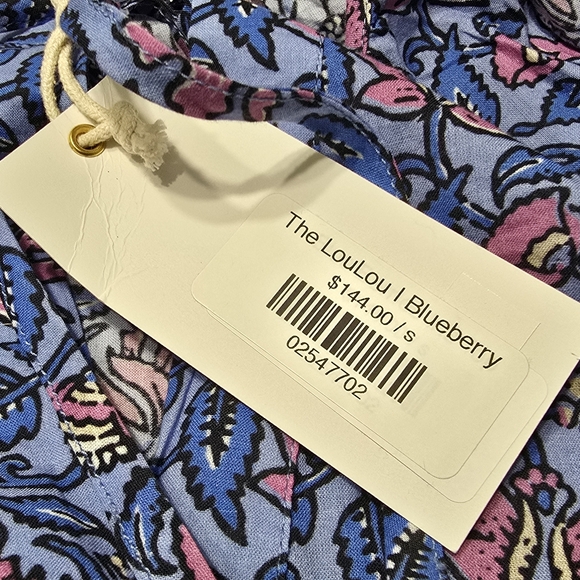 The LouLou | Blueberry
$144.00 / S
02547702